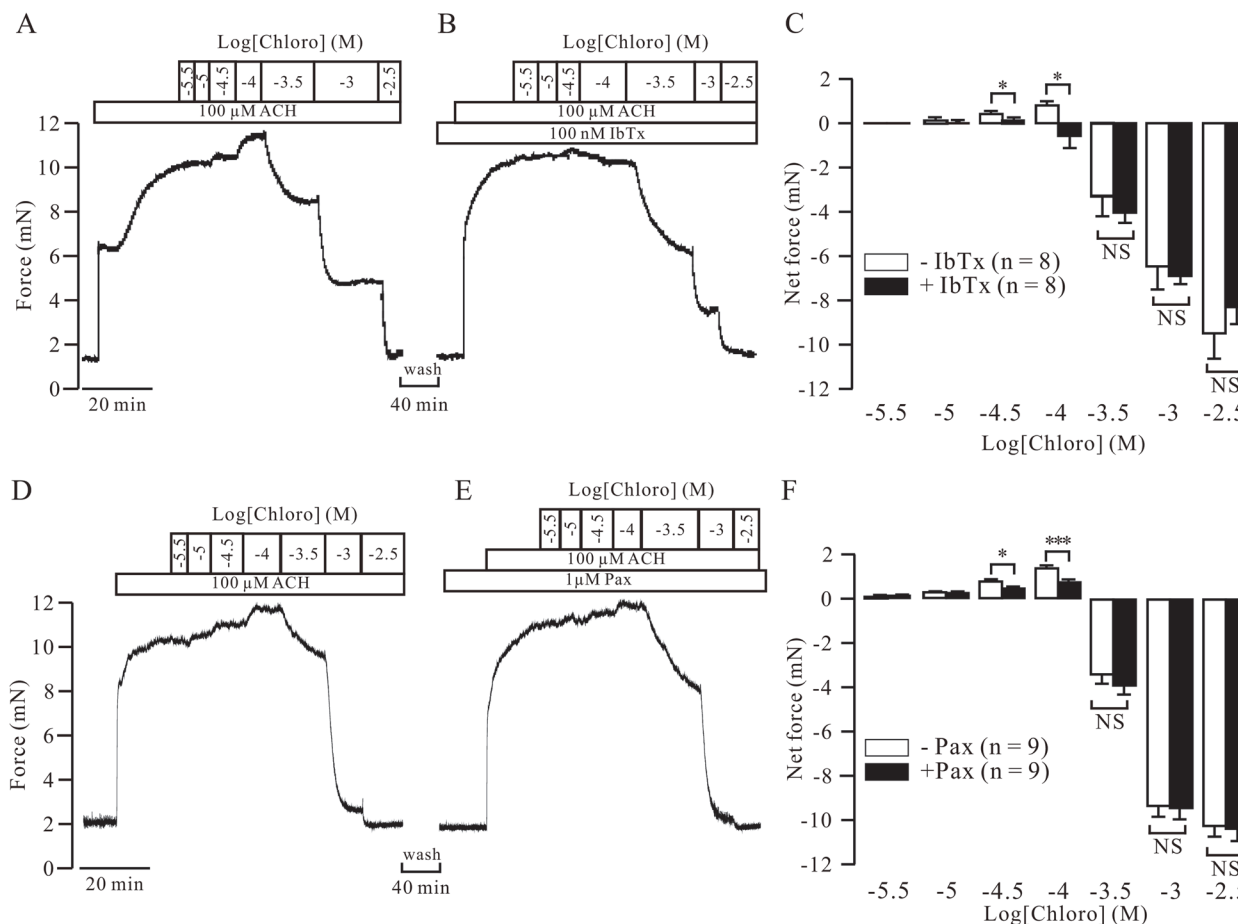 A
Log[Chloro] (M)
-5.5 -5 -4.5 -4 -3.5 -3 -2.5
100 µM ACH
12
10
8
6
4
2
0
Force (mN)
20 min
wash
40 min
B
Log[Chloro] (M)
-5.5 -5 -4.5 -4 -3.5 -3 -2.5
100 µM ACH
100 nM IbTx
C
2
0
-2
-4
-6
-8
-10
-12
Net force (mN)
* *
NS
NS
NS
- IbTx (n = 8)
+ IbTx (n = 8)
-5.5 -5 -4.5 -4 -3.5 -3 -2.5
Log[Chloro] (M)
D
Log[Chloro] (M)
-5.5 -5 -4.5 -4 -3.5 -3 -2.5
100 µM ACH
12
10
8
6
4
2
0
Force (mN)
20 min
wash
40 min
E
Log[Chloro] (M)
-5.5 -5 -4.5 -4 -3.5 -3 -2.5
100 µM ACH
1µM Pax
F
2
0
-2
-4
-6
-8
-10
-12
Net force (mN)
* ***
NS
NS
NS
- Pax (n = 9)
+Pax (n = 9)
-5.5 -5 -4.5 -4 -3.5 -3 -2.5
Log[Chloro] (M)